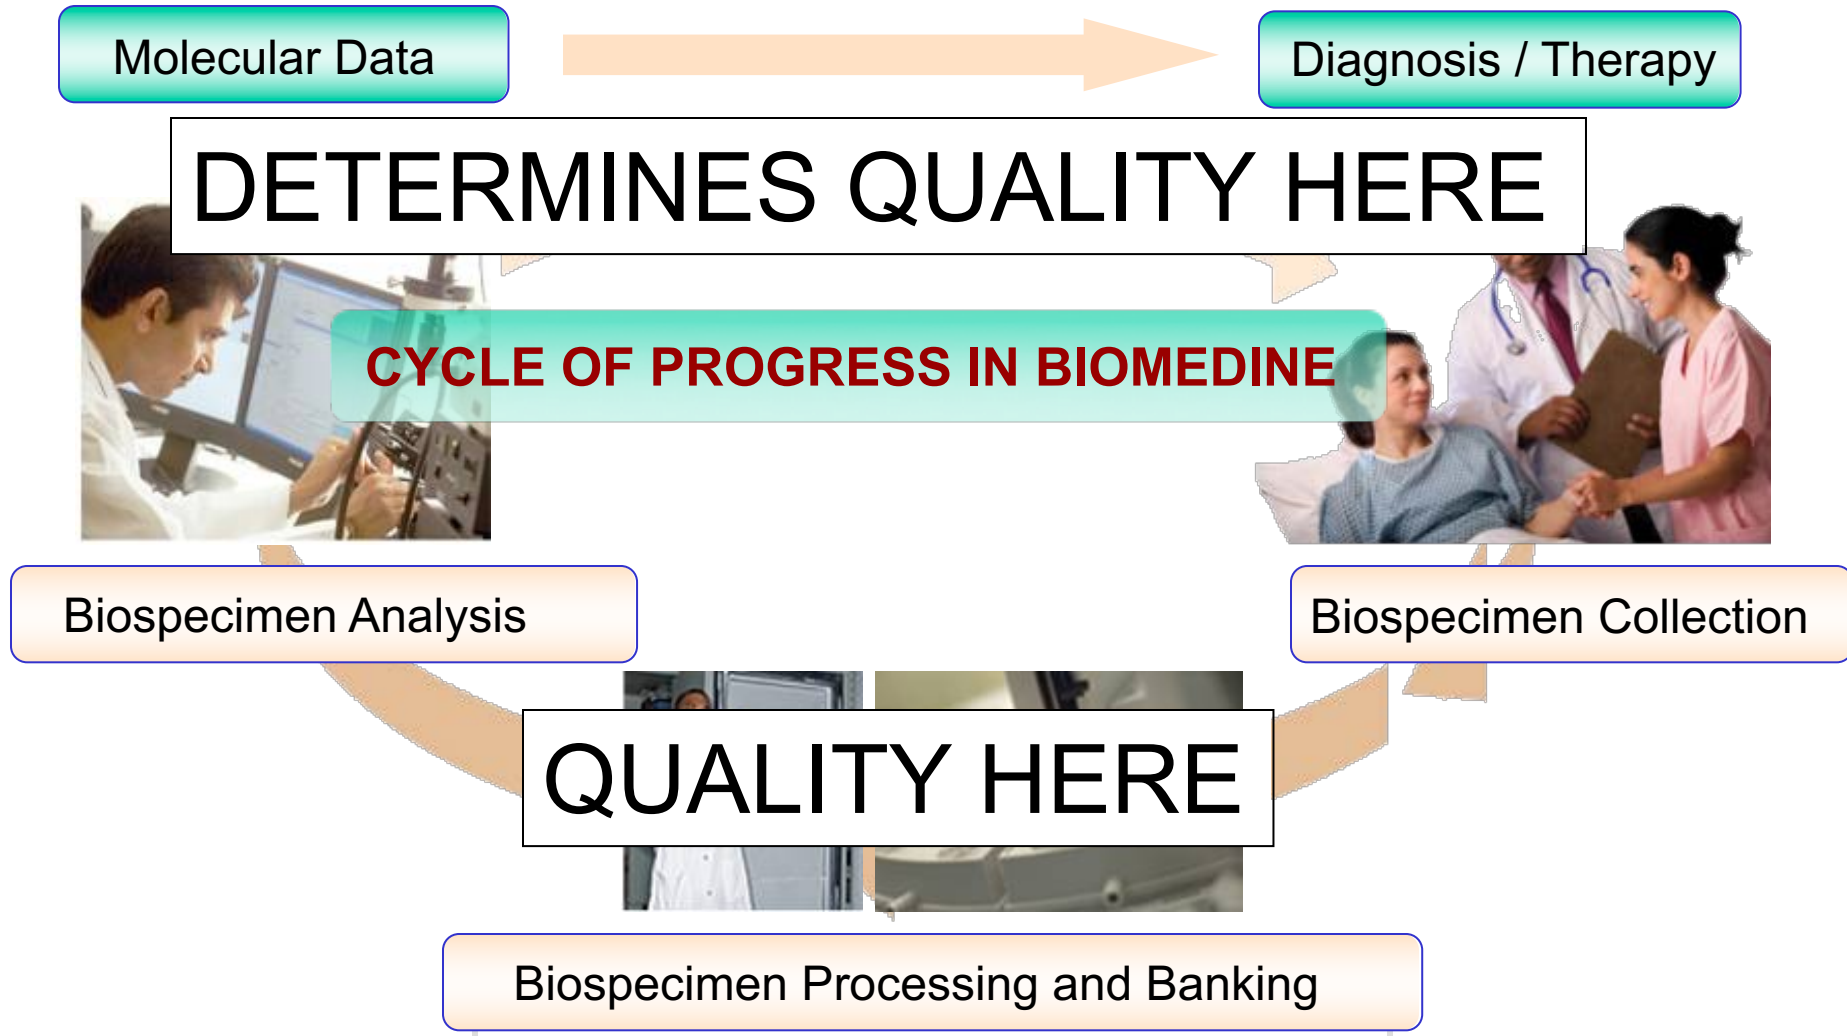 Molecular Data
Diagnosis / Therapy
DETERMINES QUALITY HERE
CYCLE OF PROGRESS IN BIOMEDINE
Biospecimen Analysis
Biospecimen Collection
QUALITY HERE
Biospecimen Processing and Banking